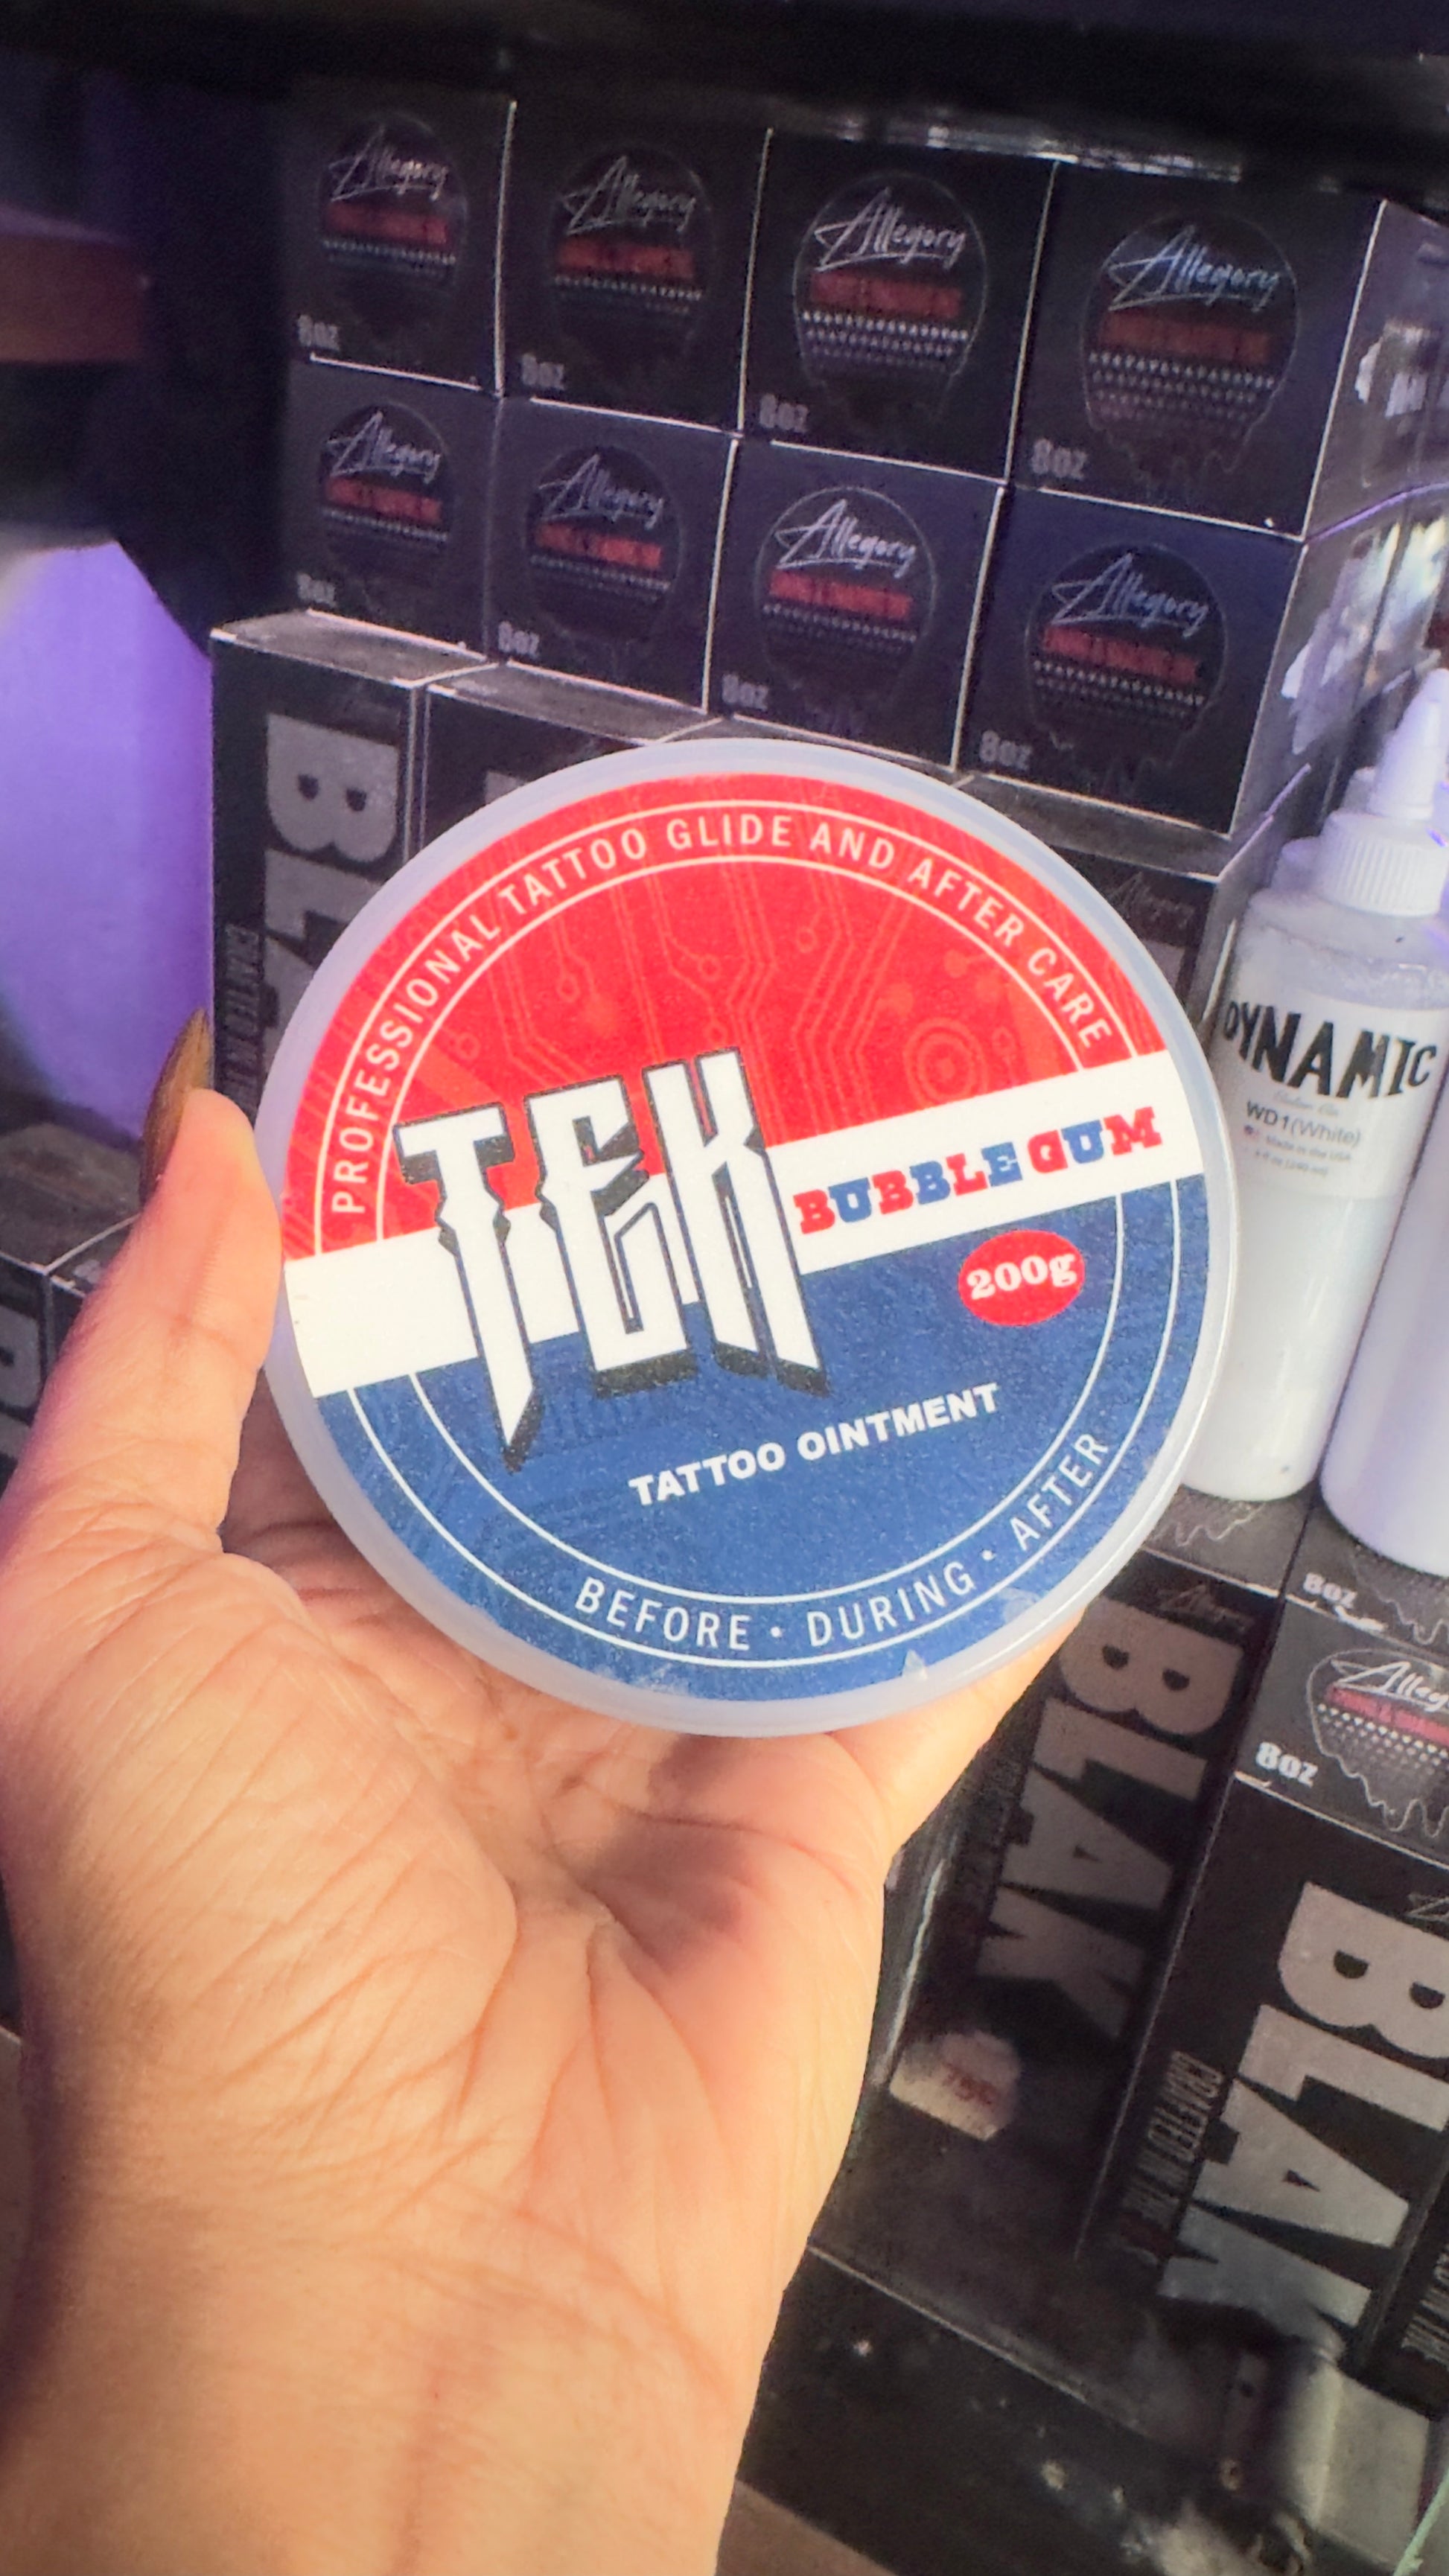 Allegory
8oz
Allegory
8oz
Allegory
8oz
Allegory
8oz
Allegory
8oz
Allegory
8oz
Allegory
8oz
Allegory
8oz
PROFESSIONAL TATTOO GLIDE AND AFTER CARE
TEK
BUBBLE GUM
200g
TATTOO OINTMENT
BEFORE • DURING • AFTER
DYNAMIC
WD1(White)
Made in the USA
8oz
8oz
BLAK
BLAK